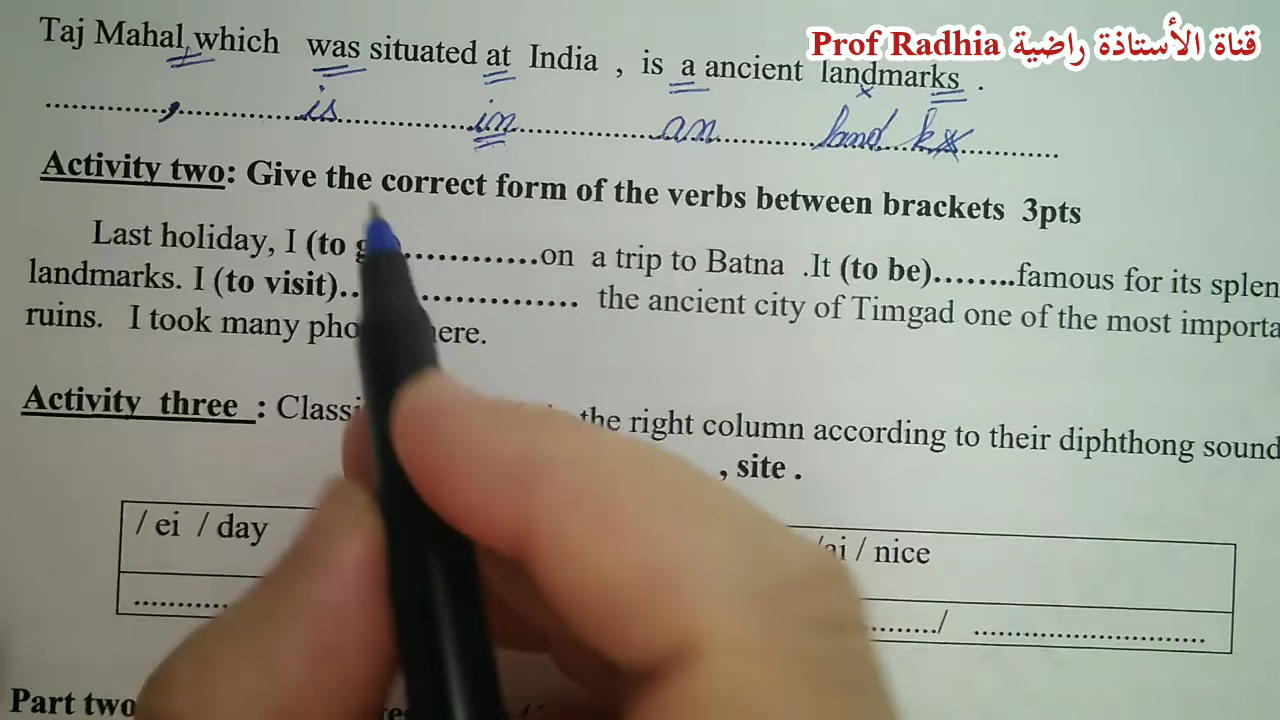 قناة الأستاذة راضية Prof Radhia
Taj Mahal, which was situated at India , is a ancient landmarks .
, is in an land k
Activity two: Give the correct form of the verbs between brackets 3pts
Last holiday, I (to ............on a trip to Batna .It (to be)........famous for its splen
landmarks. I (to visit).................. the ancient city of Timgad one of the most importa
ruins. I took many here.
Activity three : the right column according to their diphthong sound
, site .
/ ei / day /ai / nice
........... ......../ ............................
Part two